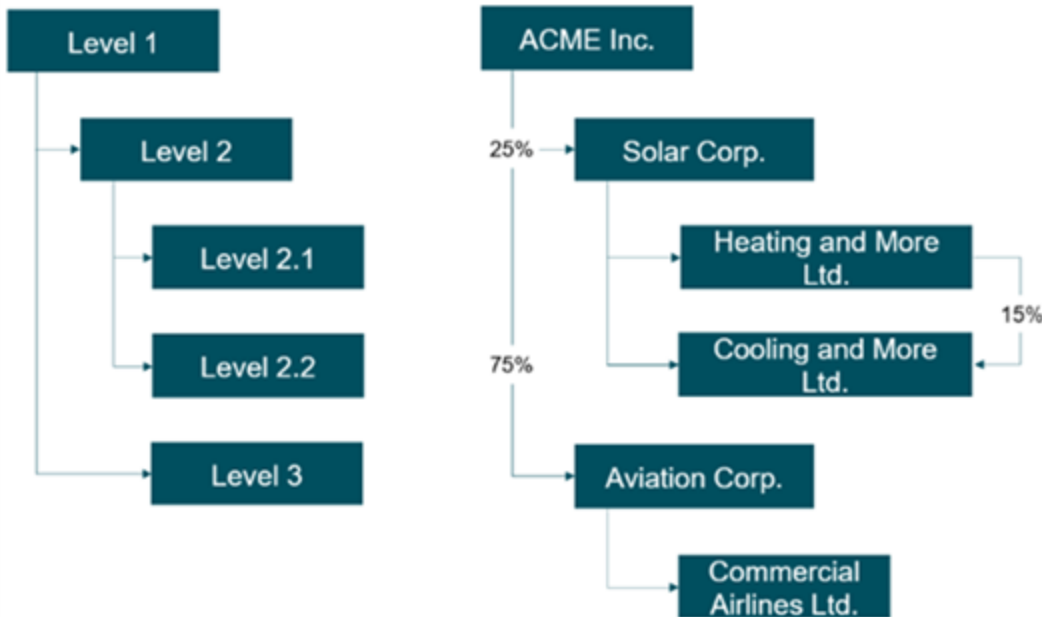 Level 1
Level 2
Level 2.1
Level 2.2
Level 3
ACME Inc.
25%
Solar Corp.
Heating and More
Ltd.
15%
Cooling and More
Ltd.
75%
Aviation Corp.
Commercial
Airlines Ltd.